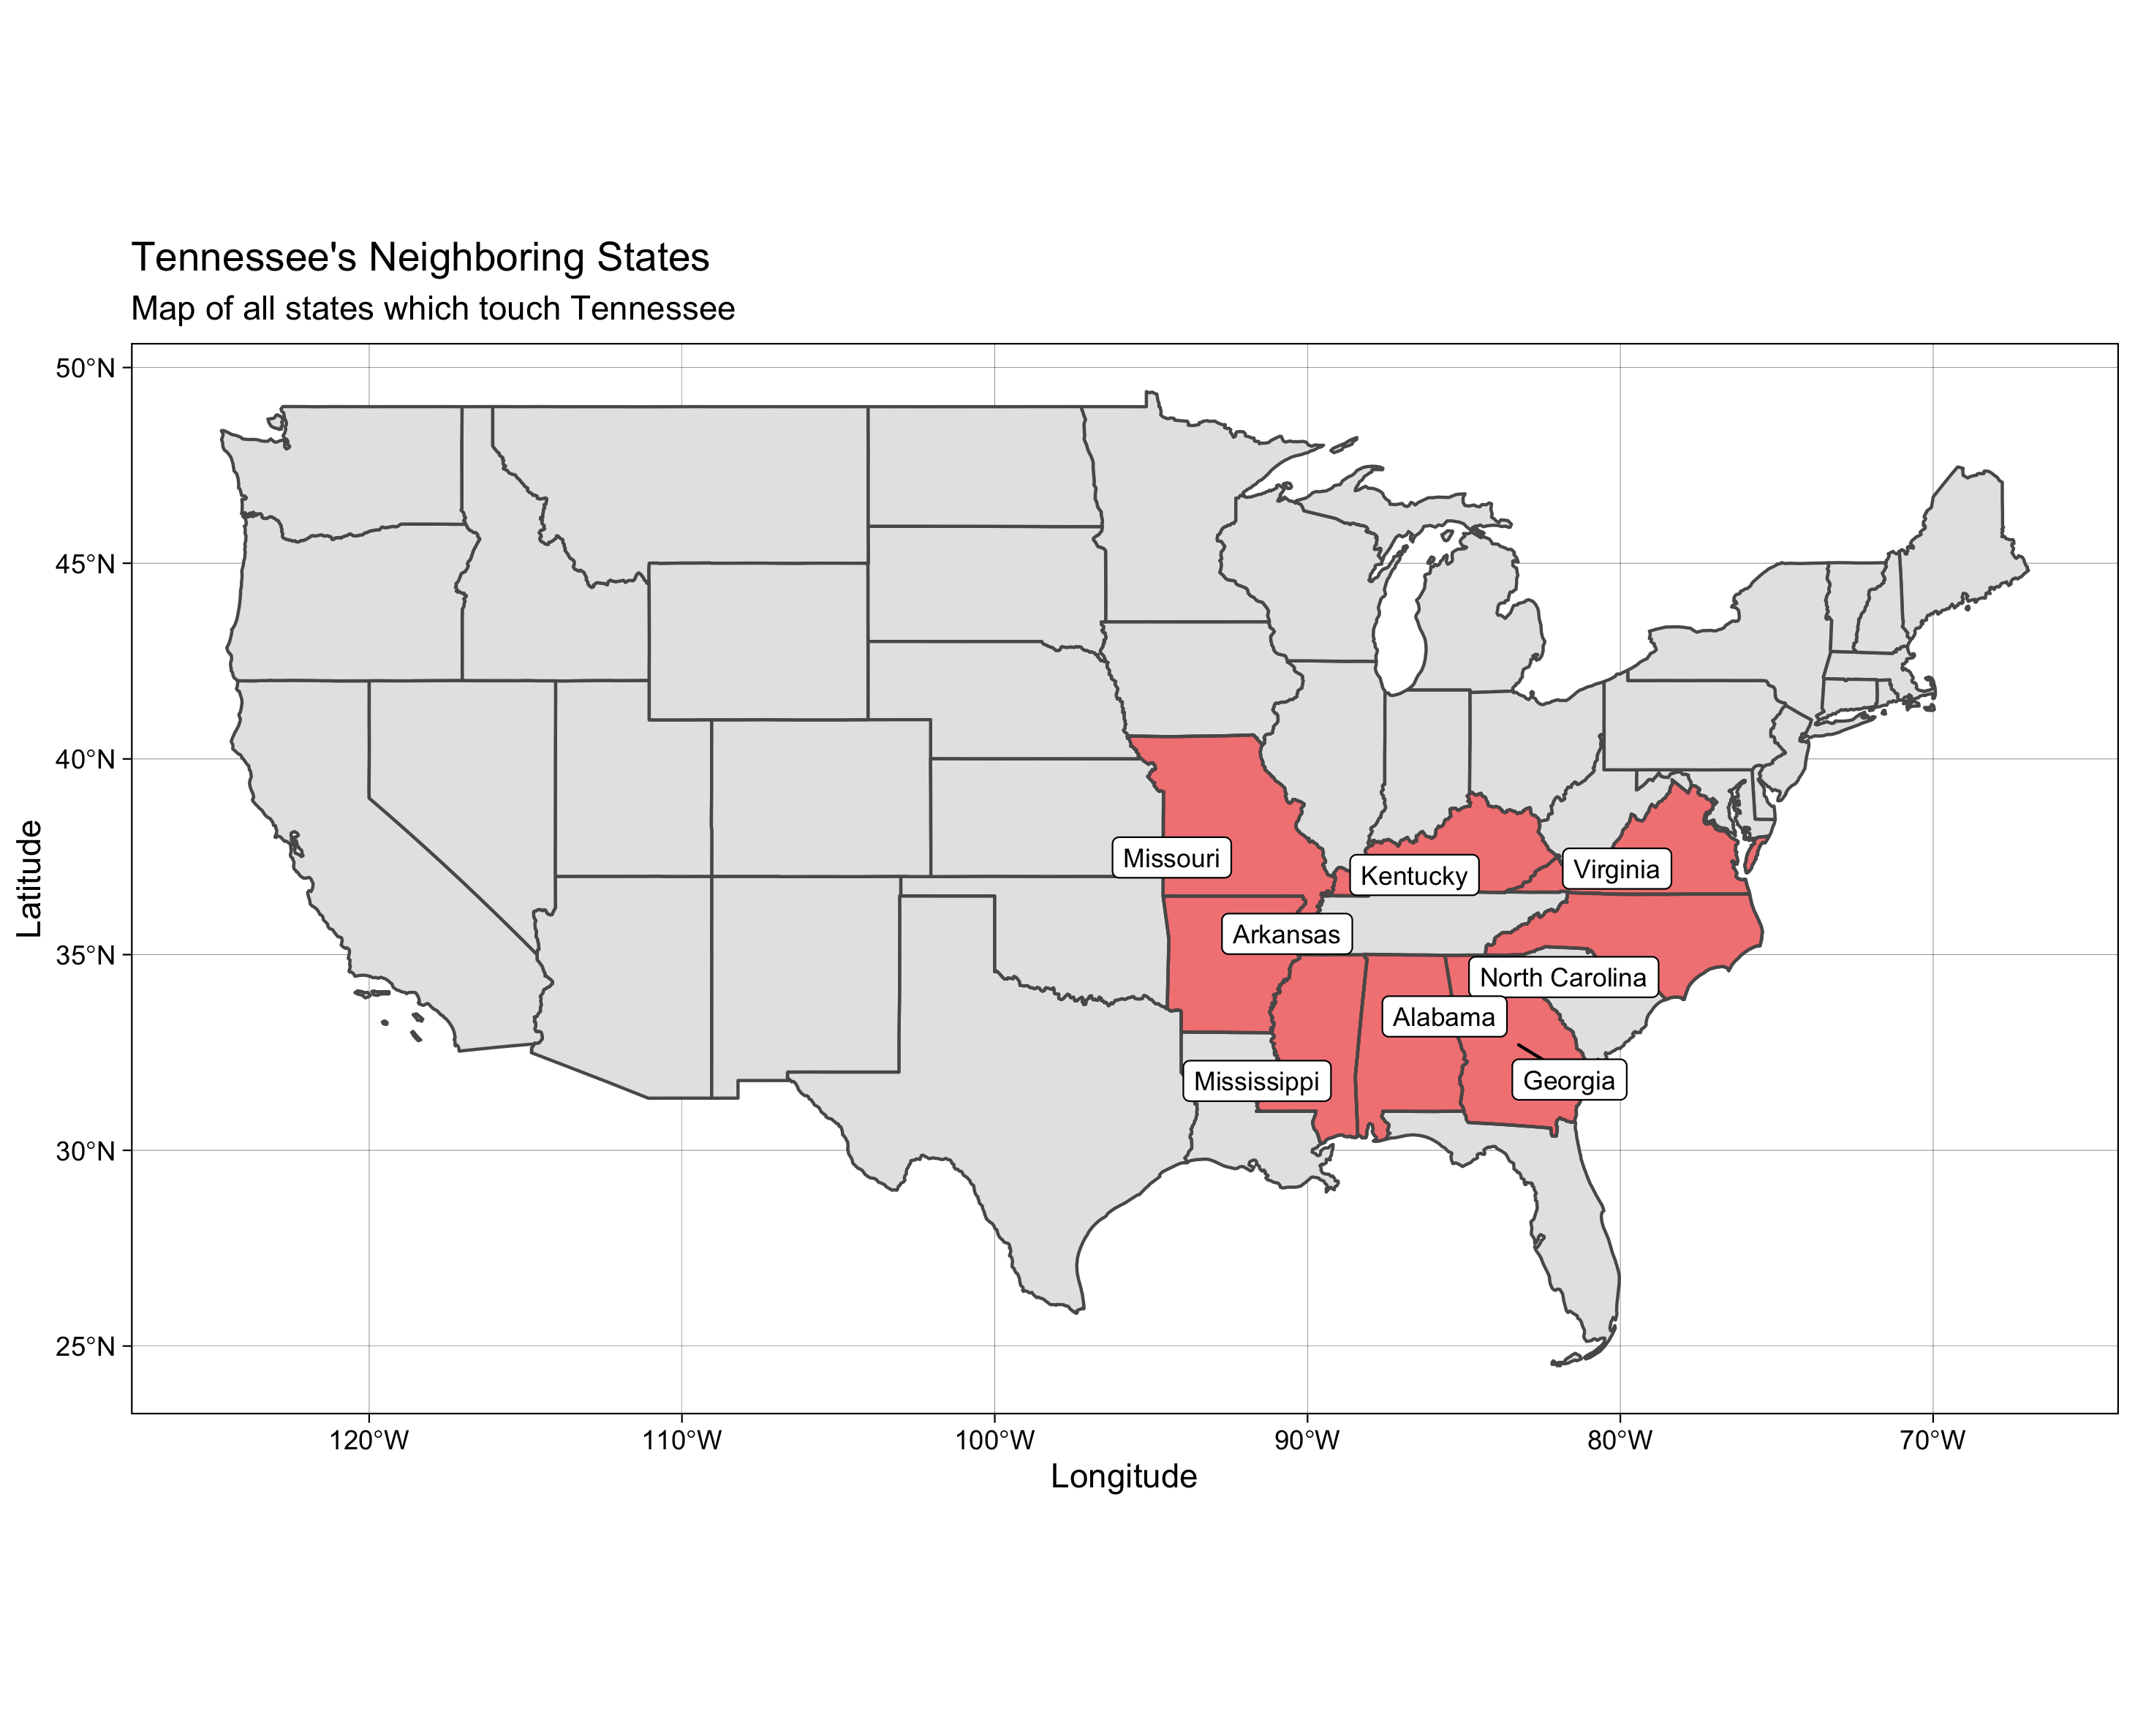 Tennessee's Neighboring States
Map of all states which touch Tennessee
50°N
45°N
40°N
35°N
30°N
25°N
Latitude
Missouri
Kentucky
Virginia
Arkansas
North Carolina
Alabama
Mississippi
Georgia
120°W 110°W 100°W 90°W 80°W 70°W
Longitude